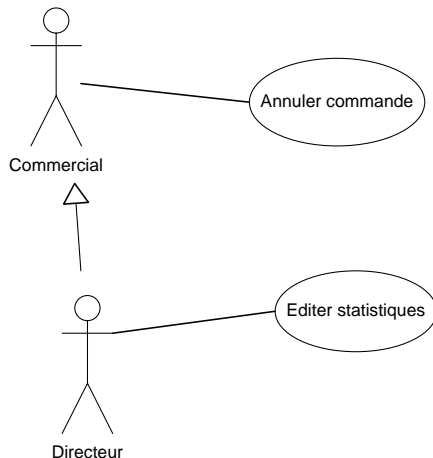 Annuler commande
Commercial
Editer statistiques
Directeur